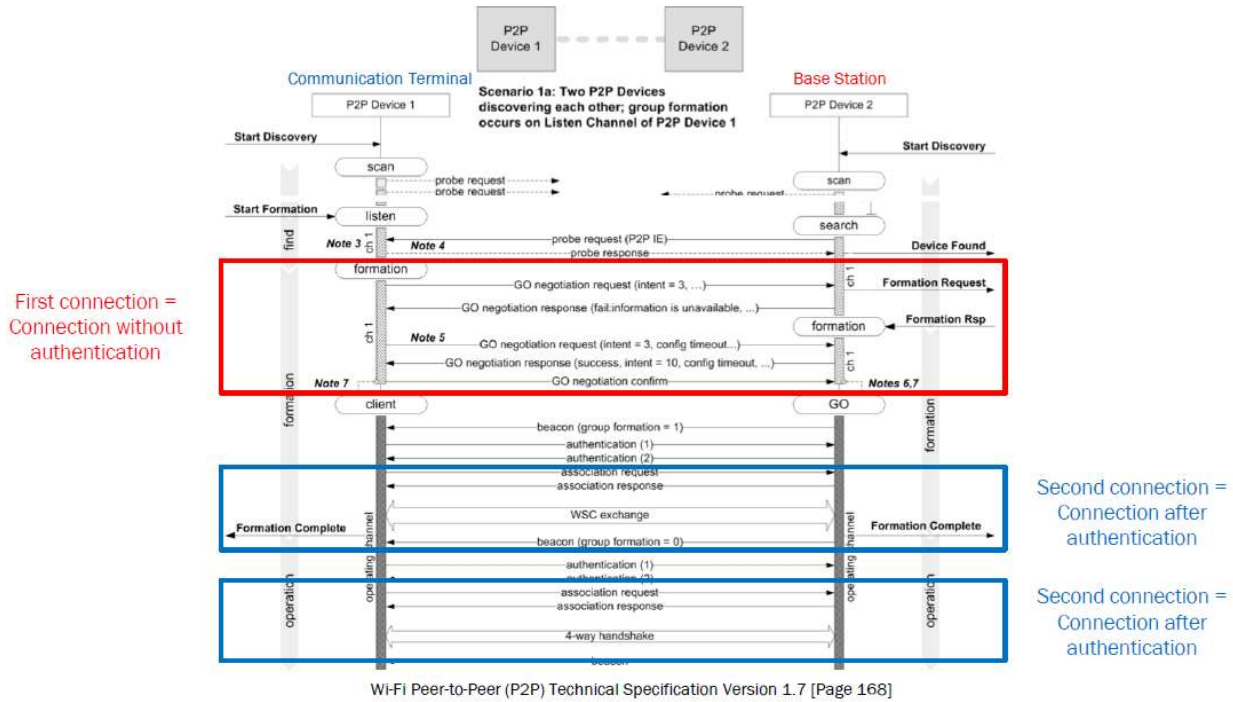 P2P
Device 1
P2P
Device 2
Communication Terminal
Base Station
Scenario 1a: Two P2P Devices
discovering each other; group formation
occurs on Listen Channel of P2P Device 1
P2P Device 1
P2P Device 2
Start Discovery
Start Discovery
scan
scan
probe request
probe request
probe request
Start Formation
listen
search
find
Note 3
ch 1
Note 4
probe request (P2P IE)
probe response
Device Found
formation
ch 1
First connection =
Connection without
authentication
GO negotiation request (intent = 3, ...)
Formation Request
GO negotiation response (fail:information is unavailable, ...)
formation
Formation Rsp
ch 1
Note 5
GO negotiation request (intent = 3, config timeout...)
ch 1
GO negotiation response (success, intent = 10, config timeout, ...)
Note 7
GO negotiation confirm
Notes 6,7
formation
client
GO
formation
beacon (group formation = 1)
authentication (1)
authentication (2)
association request
association response
Second connection =
Connection after
authentication
WSC exchange
Formation Complete
Formation Complete
beacon (group formation = 0)
operating channel
operating channel
authentication (1)
authentication (2)
operation
operation
association request
association response
Second connection =
Connection after
authentication
4-way handshake
beacon
Wi-Fi Peer-to-Peer (P2P) Technical Specification Version 1.7 [Page 168]